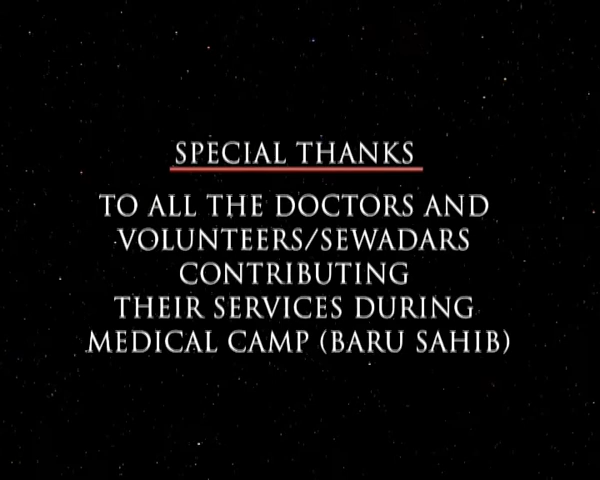 SPECIAL THANKS
TO ALL THE DOCTORS AND
VOLUNTEERS/SEWADARS
CONTRIBUTING
THEIR SERVICES DURING
MEDICAL CAMP (BARU SAHIB)